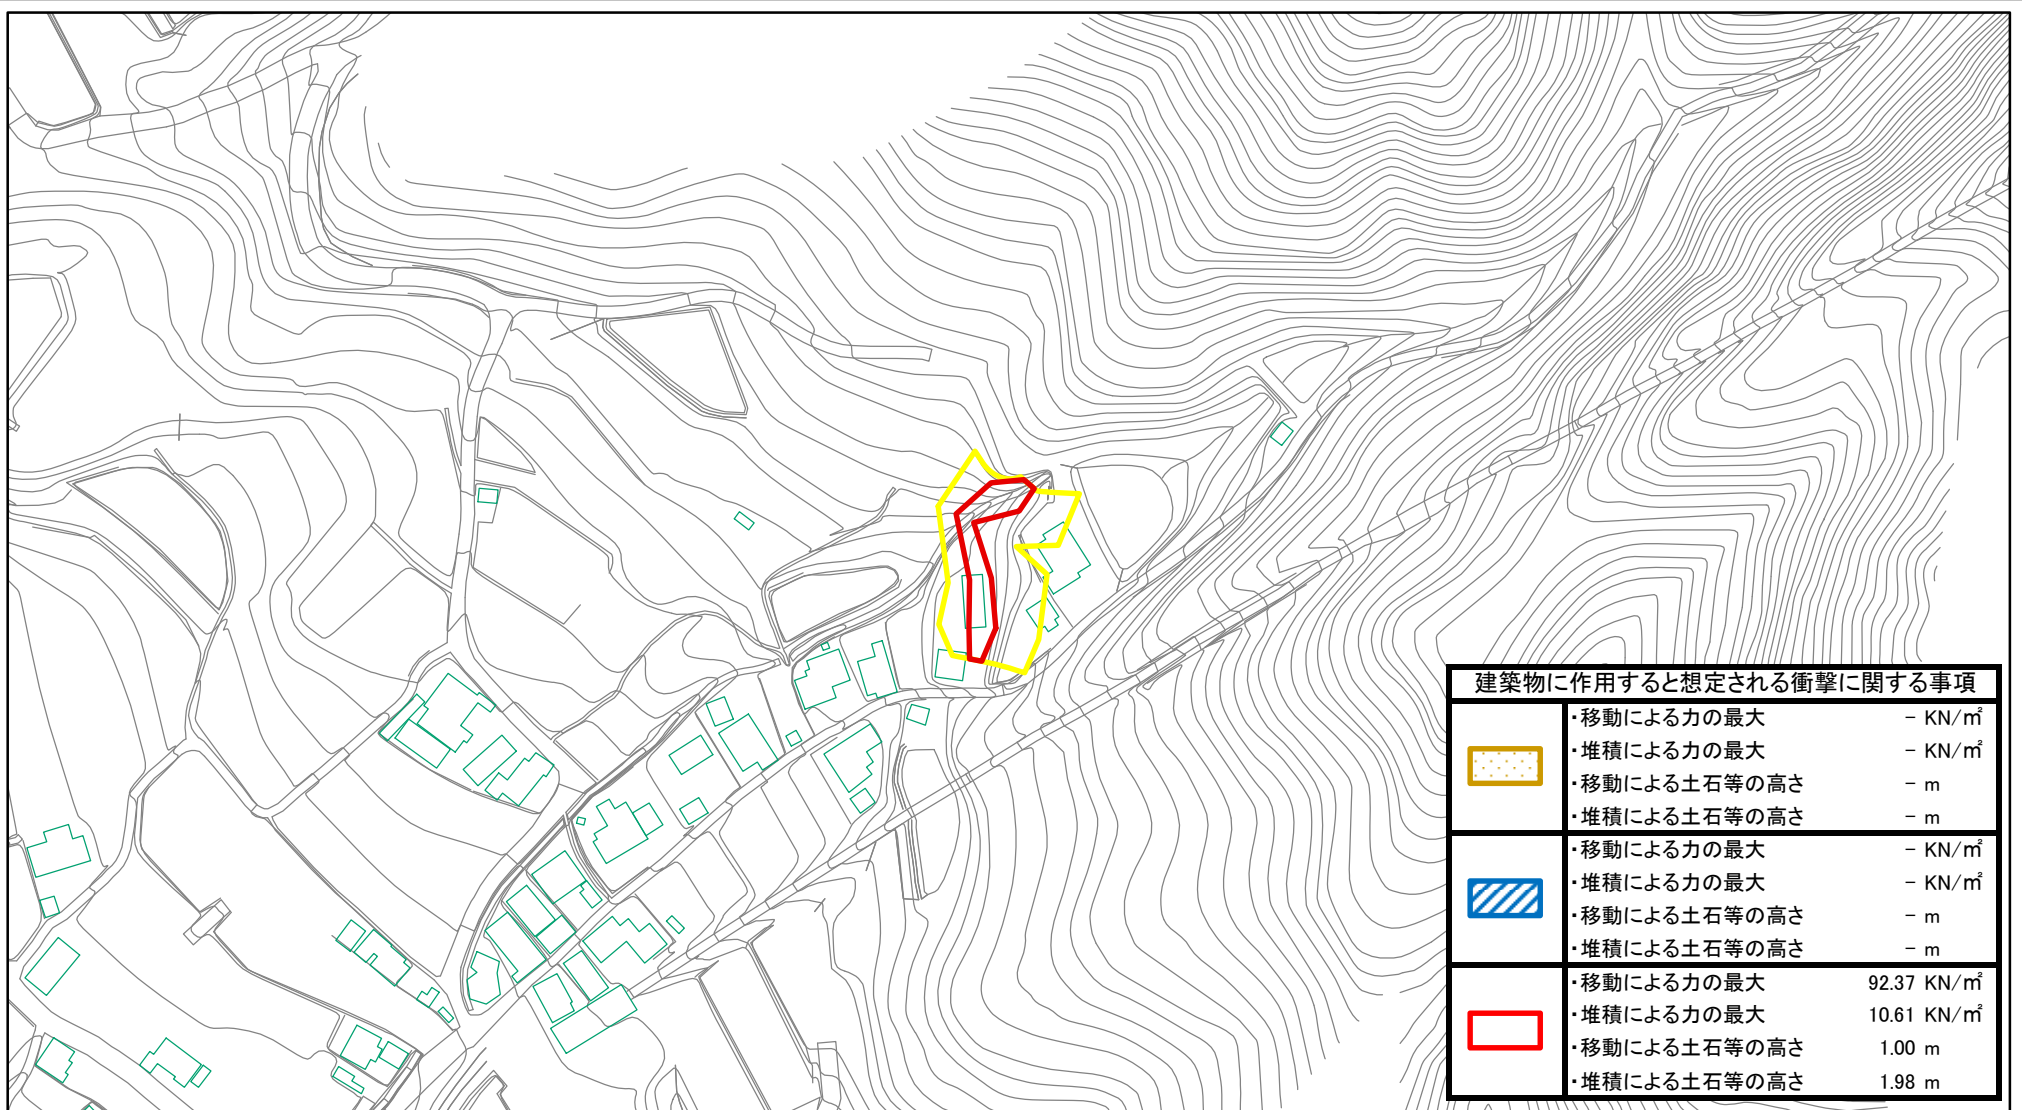 建築物に作用すると想定される衝撃に関する事項
・移動による力の最大 － KN/㎡
・堆積による力の最大 － KN/㎡
・移動による土石等の高さ － m
・堆積による土石等の高さ － m
・移動による力の最大 － KN/㎡
・堆積による力の最大 － KN/㎡
・移動による土石等の高さ － m
・堆積による土石等の高さ － m
・移動による力の最大 92.37 KN/㎡
・堆積による力の最大 10.61 KN/㎡
・移動による土石等の高さ 1.00 m
・堆積による土石等の高さ 1.98 m